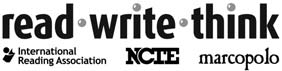 read·write·think
International
Reading Association
NCTE
marcopolo